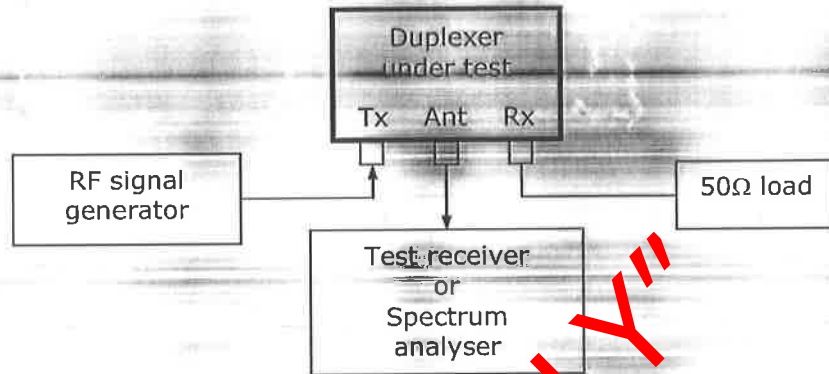 Duplexer
under test
Tx Ant Rx
RF signal
generator
50Ω load
Test receiver
or
Spectrum
analyser
Y"